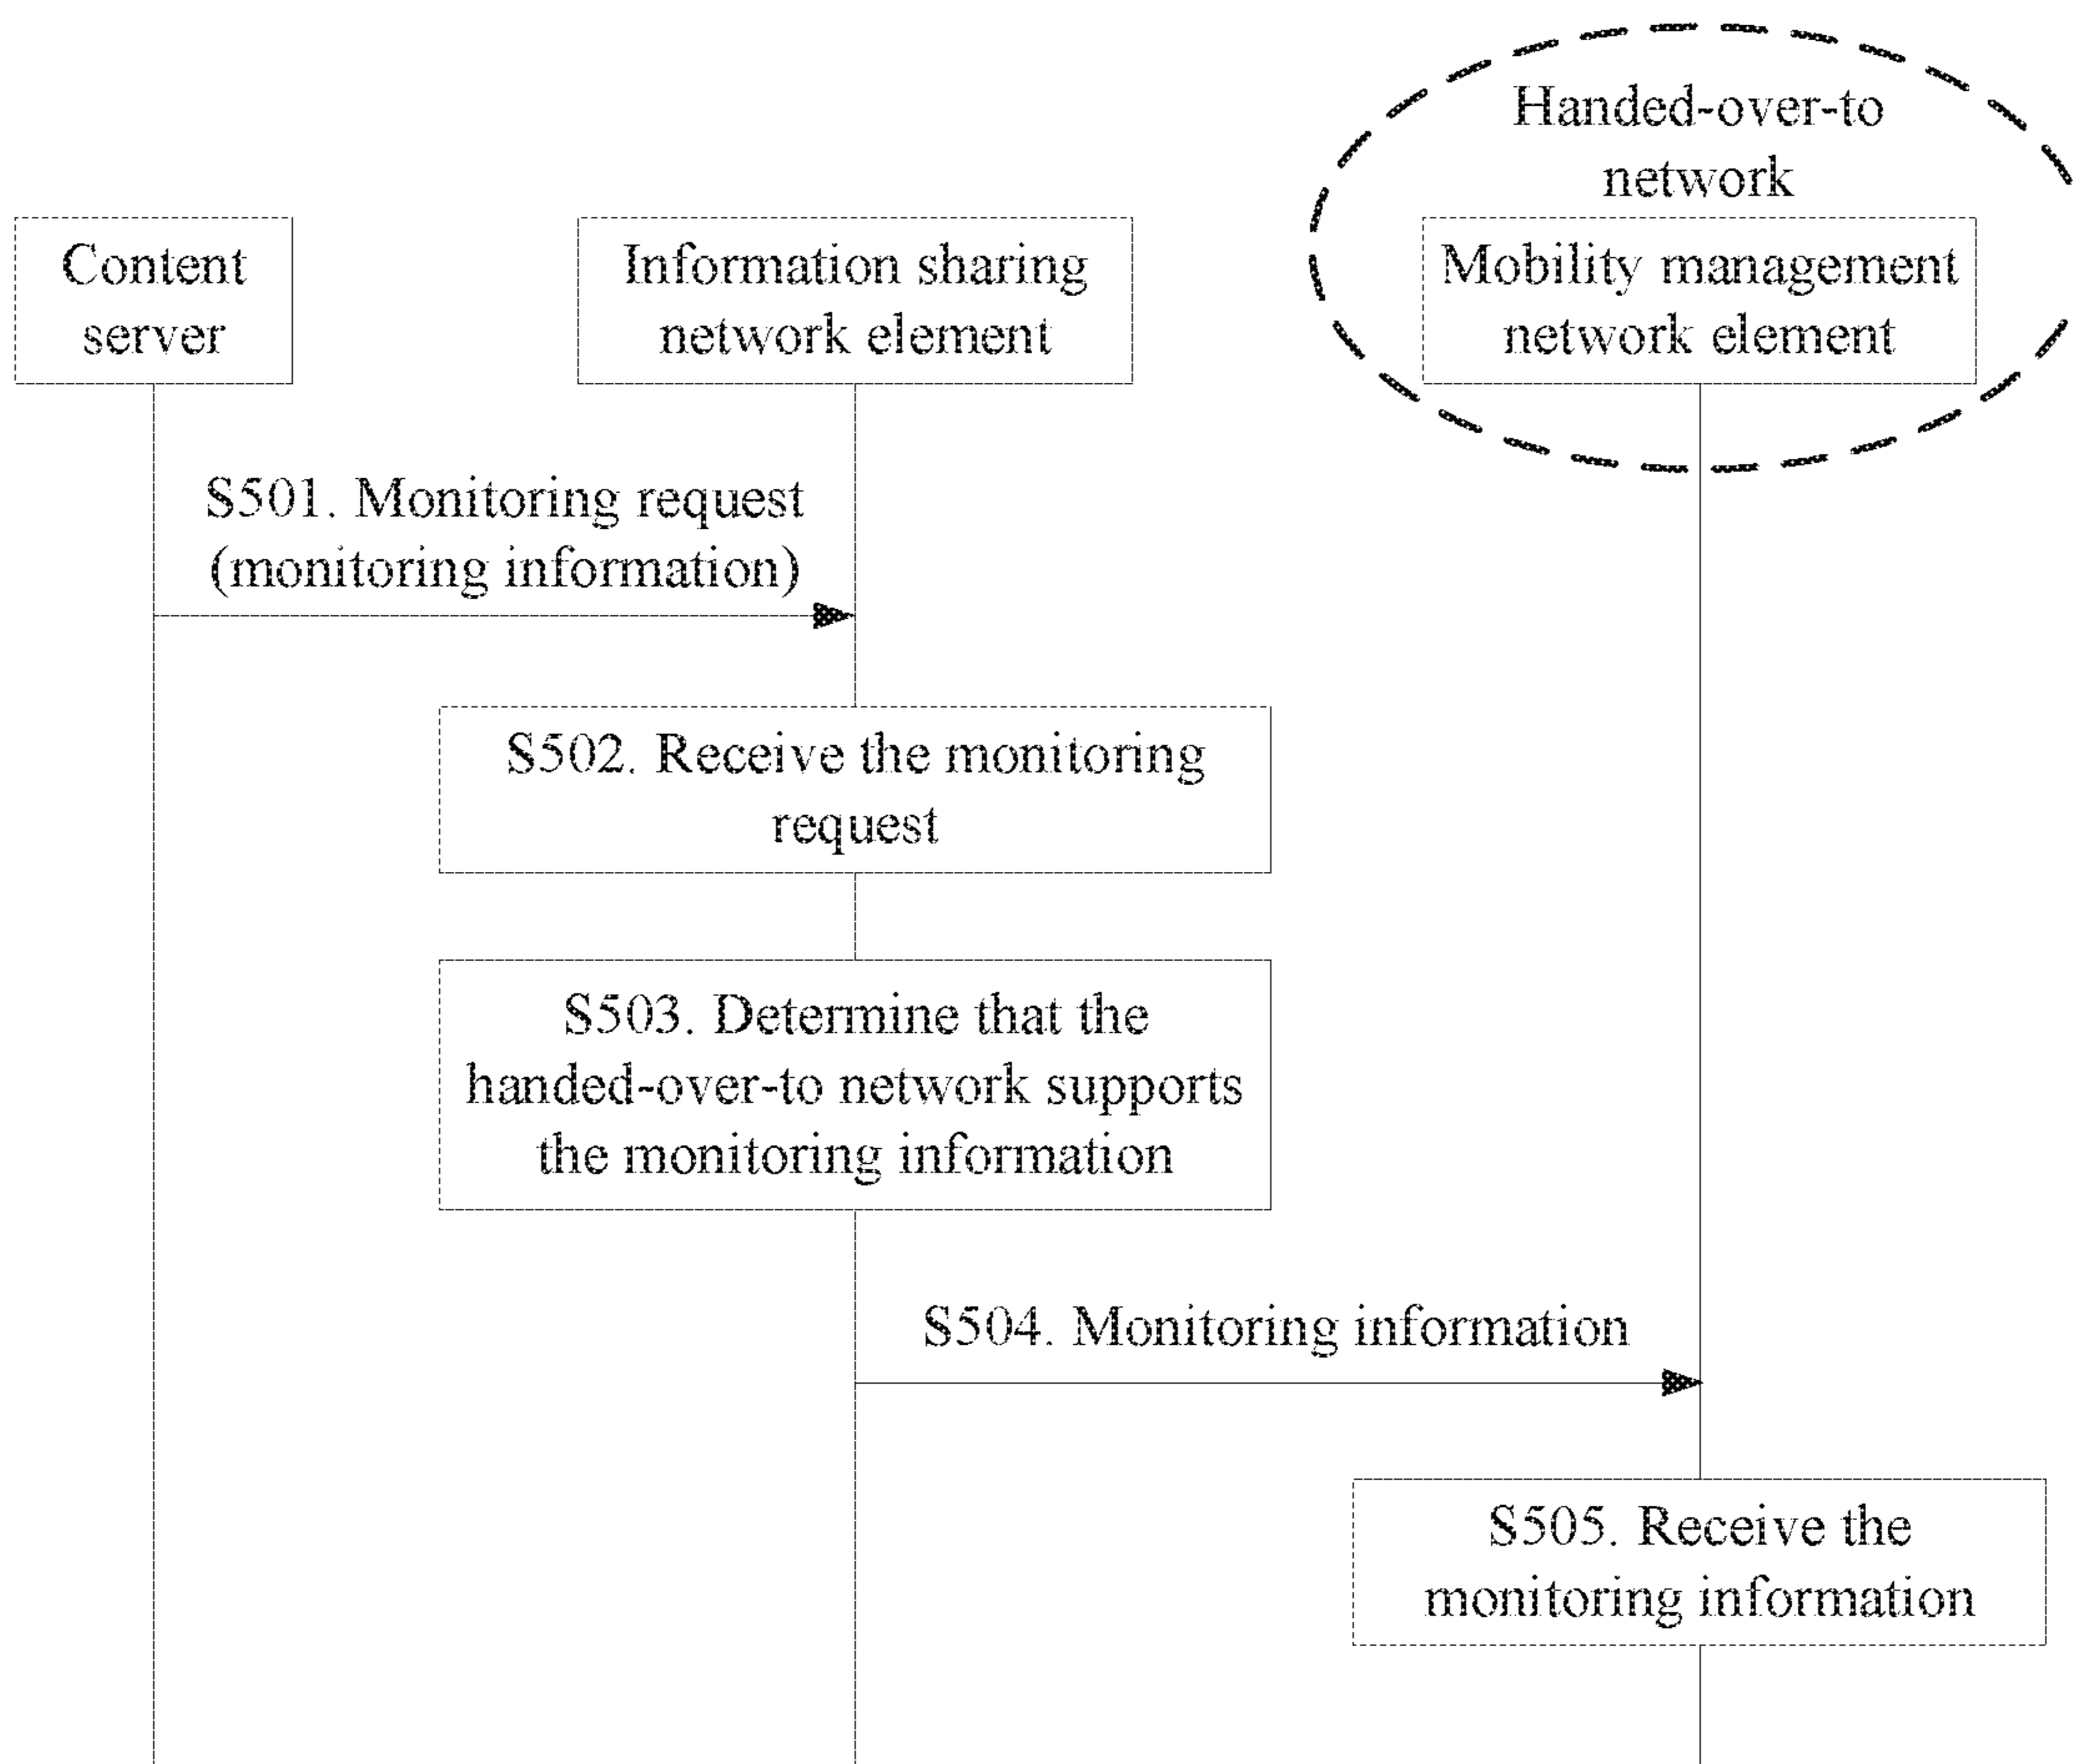 Handed-over-to
network
Content
server
Information sharing
network element
Mobility management
network element
S501. Monitoring request
(monitoring information)
S502. Receive the monitoring
request
S503. Determine that the
handed-over-to network supports
the monitoring information
S504. Monitoring information
S505. Receive the
monitoring information